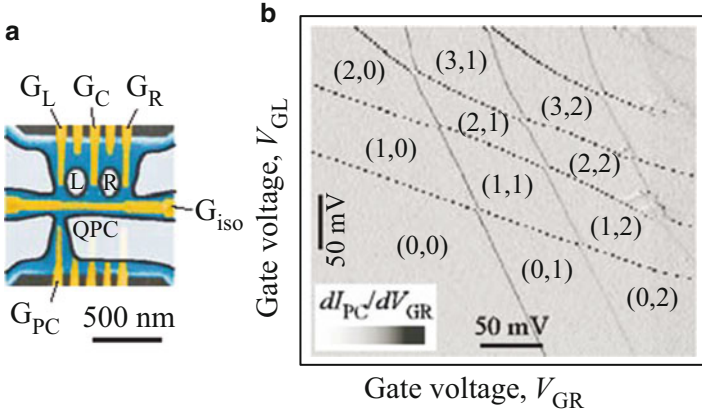 a
G_L G_C G_R
L R
G_iso
QPC
G_PC 500 nm
b
Gate voltage, V_GL
50 mV
(2,0) (3,1)
(3,2)
(2,1)
(1,0) (2,2)
(1,1)
(1,2)
(0,0) (0,1)
(0,2)
dI_PC/dV_GR
50 mV
Gate voltage, V_GR